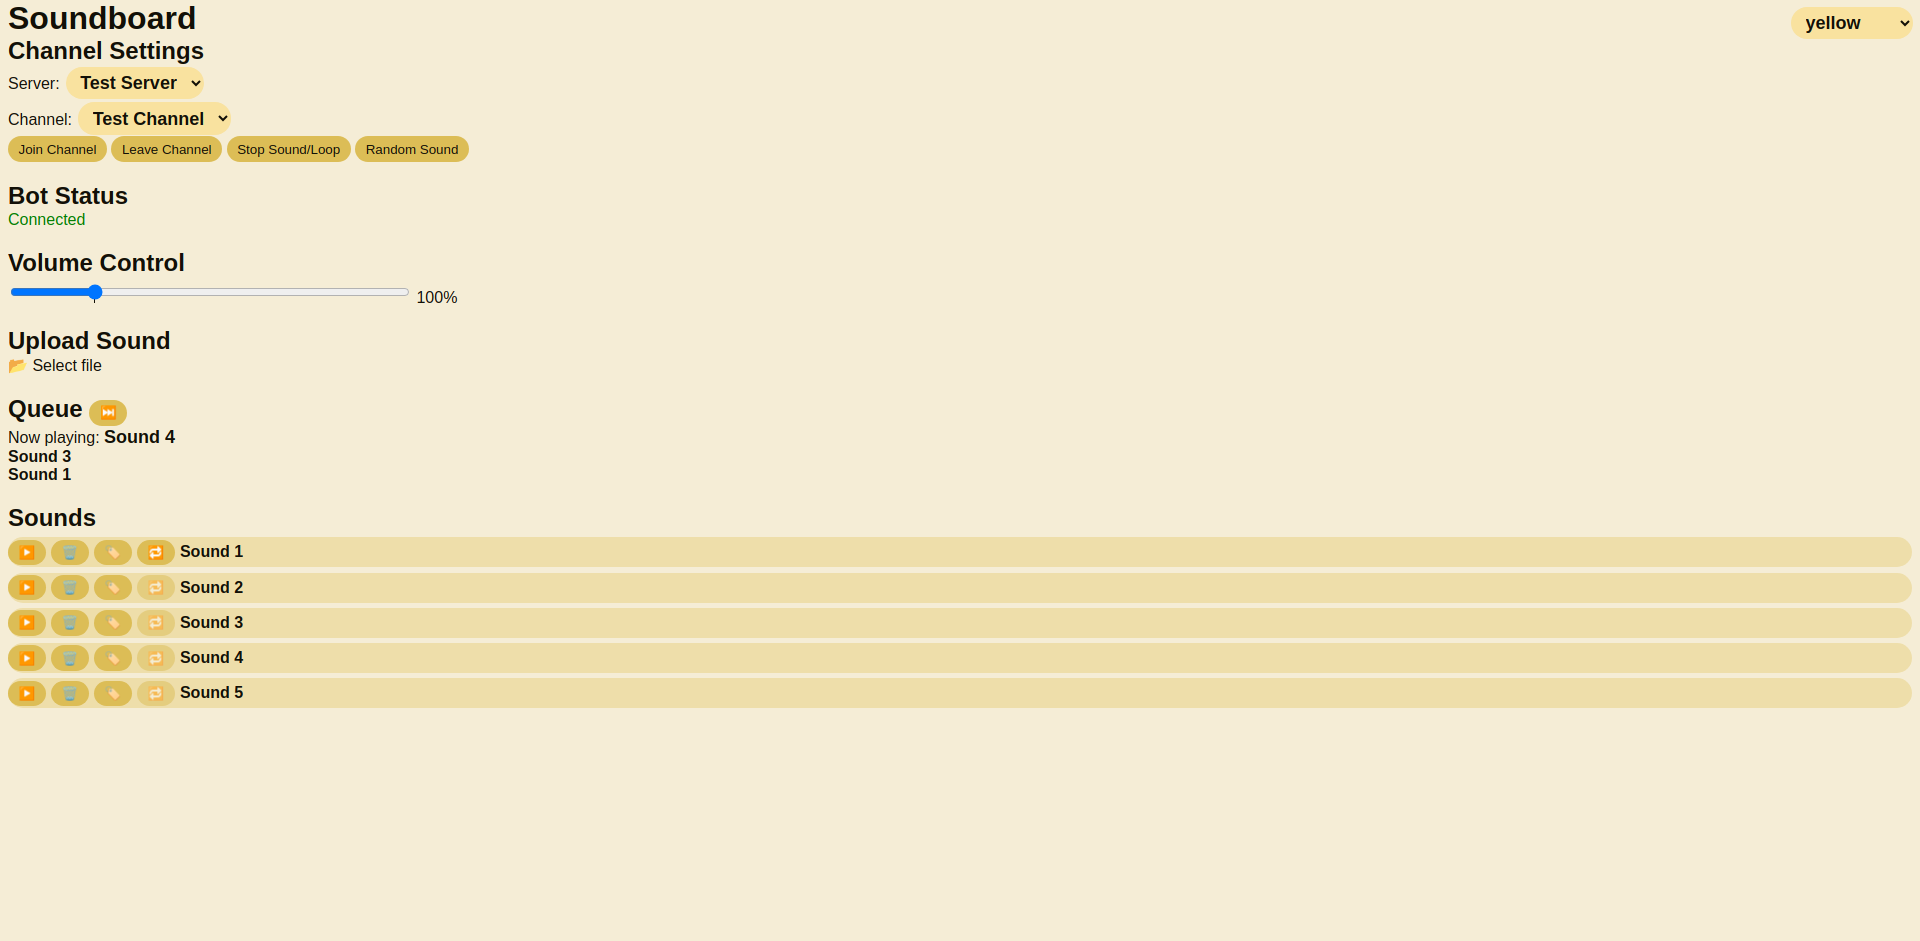 Soundboard
yellow
Channel Settings
Server: Test Server
Channel: Test Channel
Join Channel Leave Channel Stop Sound/Loop Random Sound
Bot Status
Connected
Volume Control
100%
Upload Sound
📂 Select file
Queue ⏭️
Now playing: Sound 4
Sound 3
Sound 1
Sounds
▶️ 🗑️ 🏷️ 🔁 Sound 1
▶️ 🗑️ 🏷️ 🔁 Sound 2
▶️ 🗑️ 🏷️ 🔁 Sound 3
▶️ 🗑️ 🏷️ 🔁 Sound 4
▶️ 🗑️ 🏷️ 🔁 Sound 5